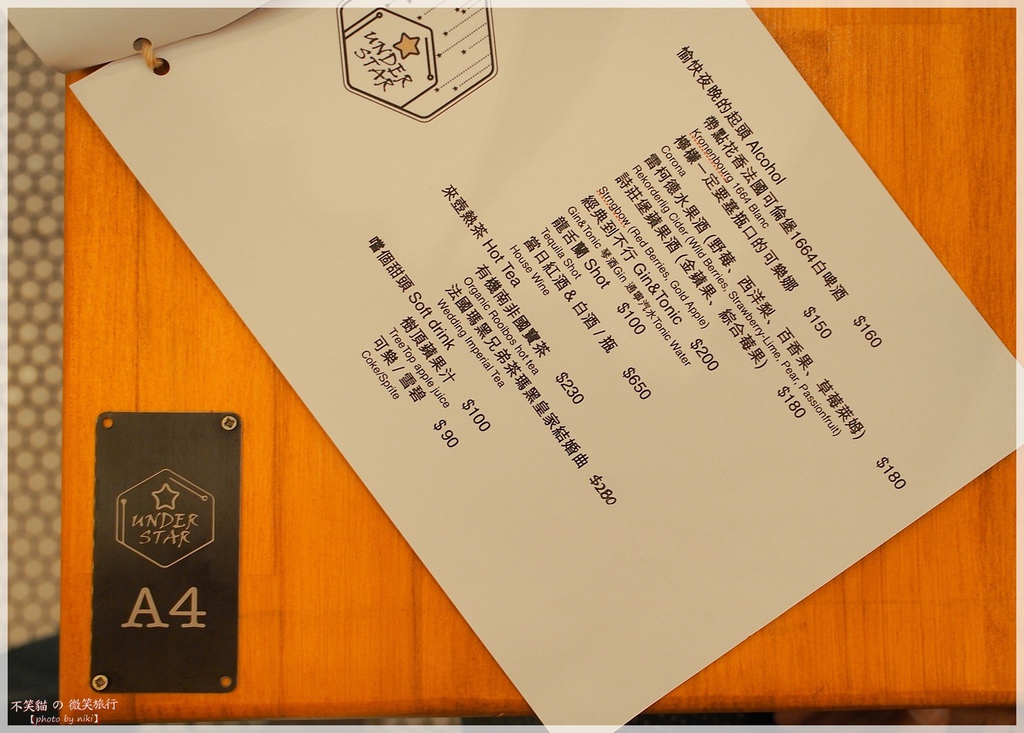 UNDER
STAR
愉快夜晚的起頭 Alcohol
帶點花香法國可倫堡1664白啤酒 $160
Kronenbourg 1664 Blanc
檸檬一定要塞瓶口的可樂娜 $150
Corona
雷柯德水果酒 (野莓、西洋梨、百香果、草莓萊姆) $180
Rekorderlig Cider (Wild Berries, Strawberry-Lime, Pear, Passionfruit)
詩莊堡蘋果酒 (金蘋果、綜合莓果) $180
Strngbow (Red Berries, Gold Apple)
經典到不行 Gin&Tonic $200
Gin&Tonic 琴酒Gin 通寧汽水Tonic Water
龍舌蘭 Shot $100
Tequila Shot
當日紅酒 & 白酒 / 瓶 $650
House Wine
來壺熱茶 Hot Tea
有機南非國寶茶 $230
Organic Rooibos hot tea
法國瑪黑兄弟茶瑪黑皇家結婚曲 $280
Wedding Imperial Tea
嚐個甜頭 Soft drink
樹頂蘋果汁 $100
TreeTop apple juice
可樂 / 雪碧 $ 90
Coke/Sprite
UNDER
STAR
A4
不笑貓 の 微笑旅行
【photo by niki】